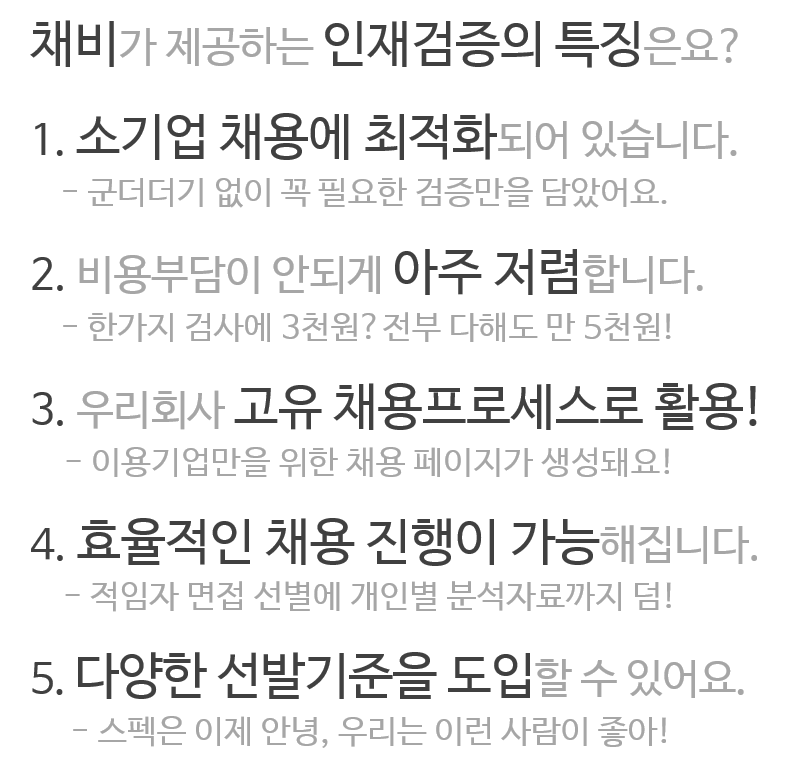 채비가 제공하는 인재검증의 특징은요?
1. 소기업 채용에 최적화되어 있습니다.
- 군더더기 없이 꼭 필요한 검증만을 담았어요.
2. 비용부담이 안되게 아주 저렴합니다.
- 한가지 검사에 3천원? 전부 다해도 만 5천원!
3. 우리회사 고유 채용프로세스로 활용!
- 이용기업만을 위한 채용 페이지가 생성돼요!
4. 효율적인 채용 진행이 가능해집니다.
- 적임자 면접 선별에 개인별 분석자료까지 덤!
5. 다양한 선발기준을 도입할 수 있어요.
- 스펙은 이제 안녕, 우리는 이런 사람이 좋아!